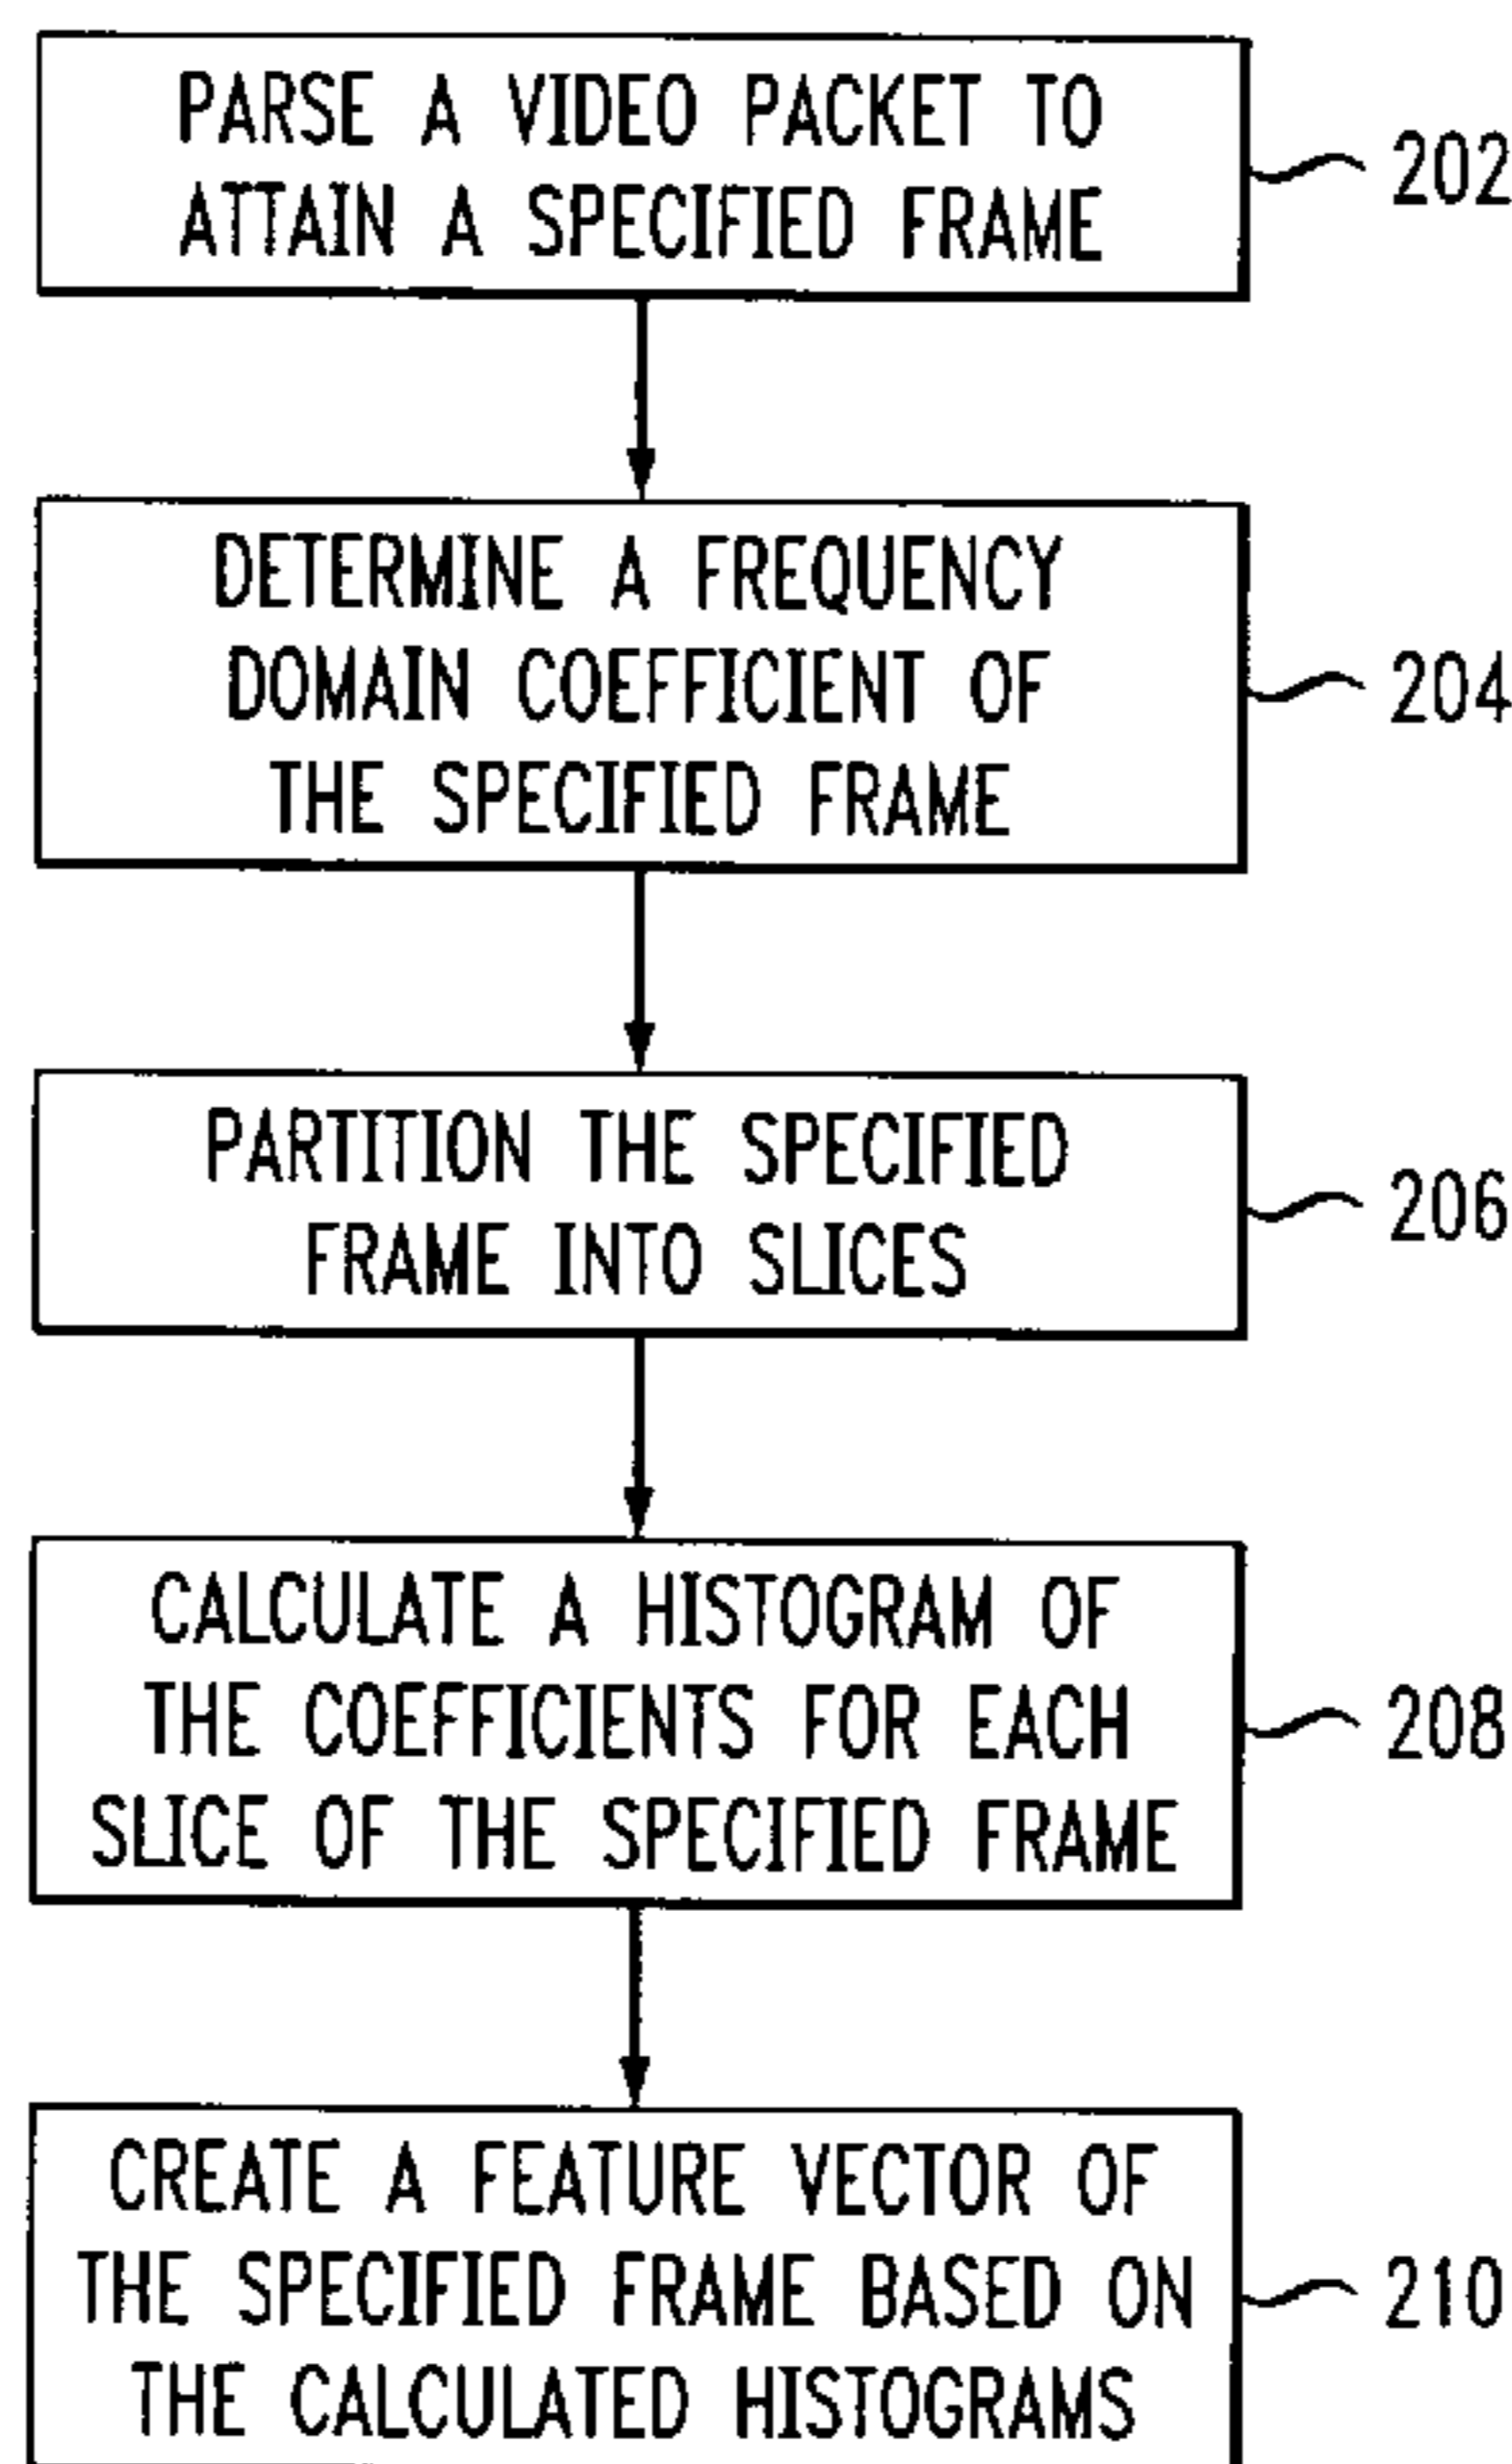 PARSE A VIDEO PACKET TO
ATTAIN A SPECIFIED FRAME
202
DETERMINE A FREQUENCY
DOMAIN COEFFICIENT OF
THE SPECIFIED FRAME
204
PARTITION THE SPECIFIED
FRAME INTO SLICES
206
CALCULATE A HISTOGRAM OF
THE COEFFICIENTS FOR EACH
SLICE OF THE SPECIFIED FRAME
208
CREATE A FEATURE VECTOR OF
THE SPECIFIED FRAME BASED ON
THE CALCULATED HISTOGRAMS
210